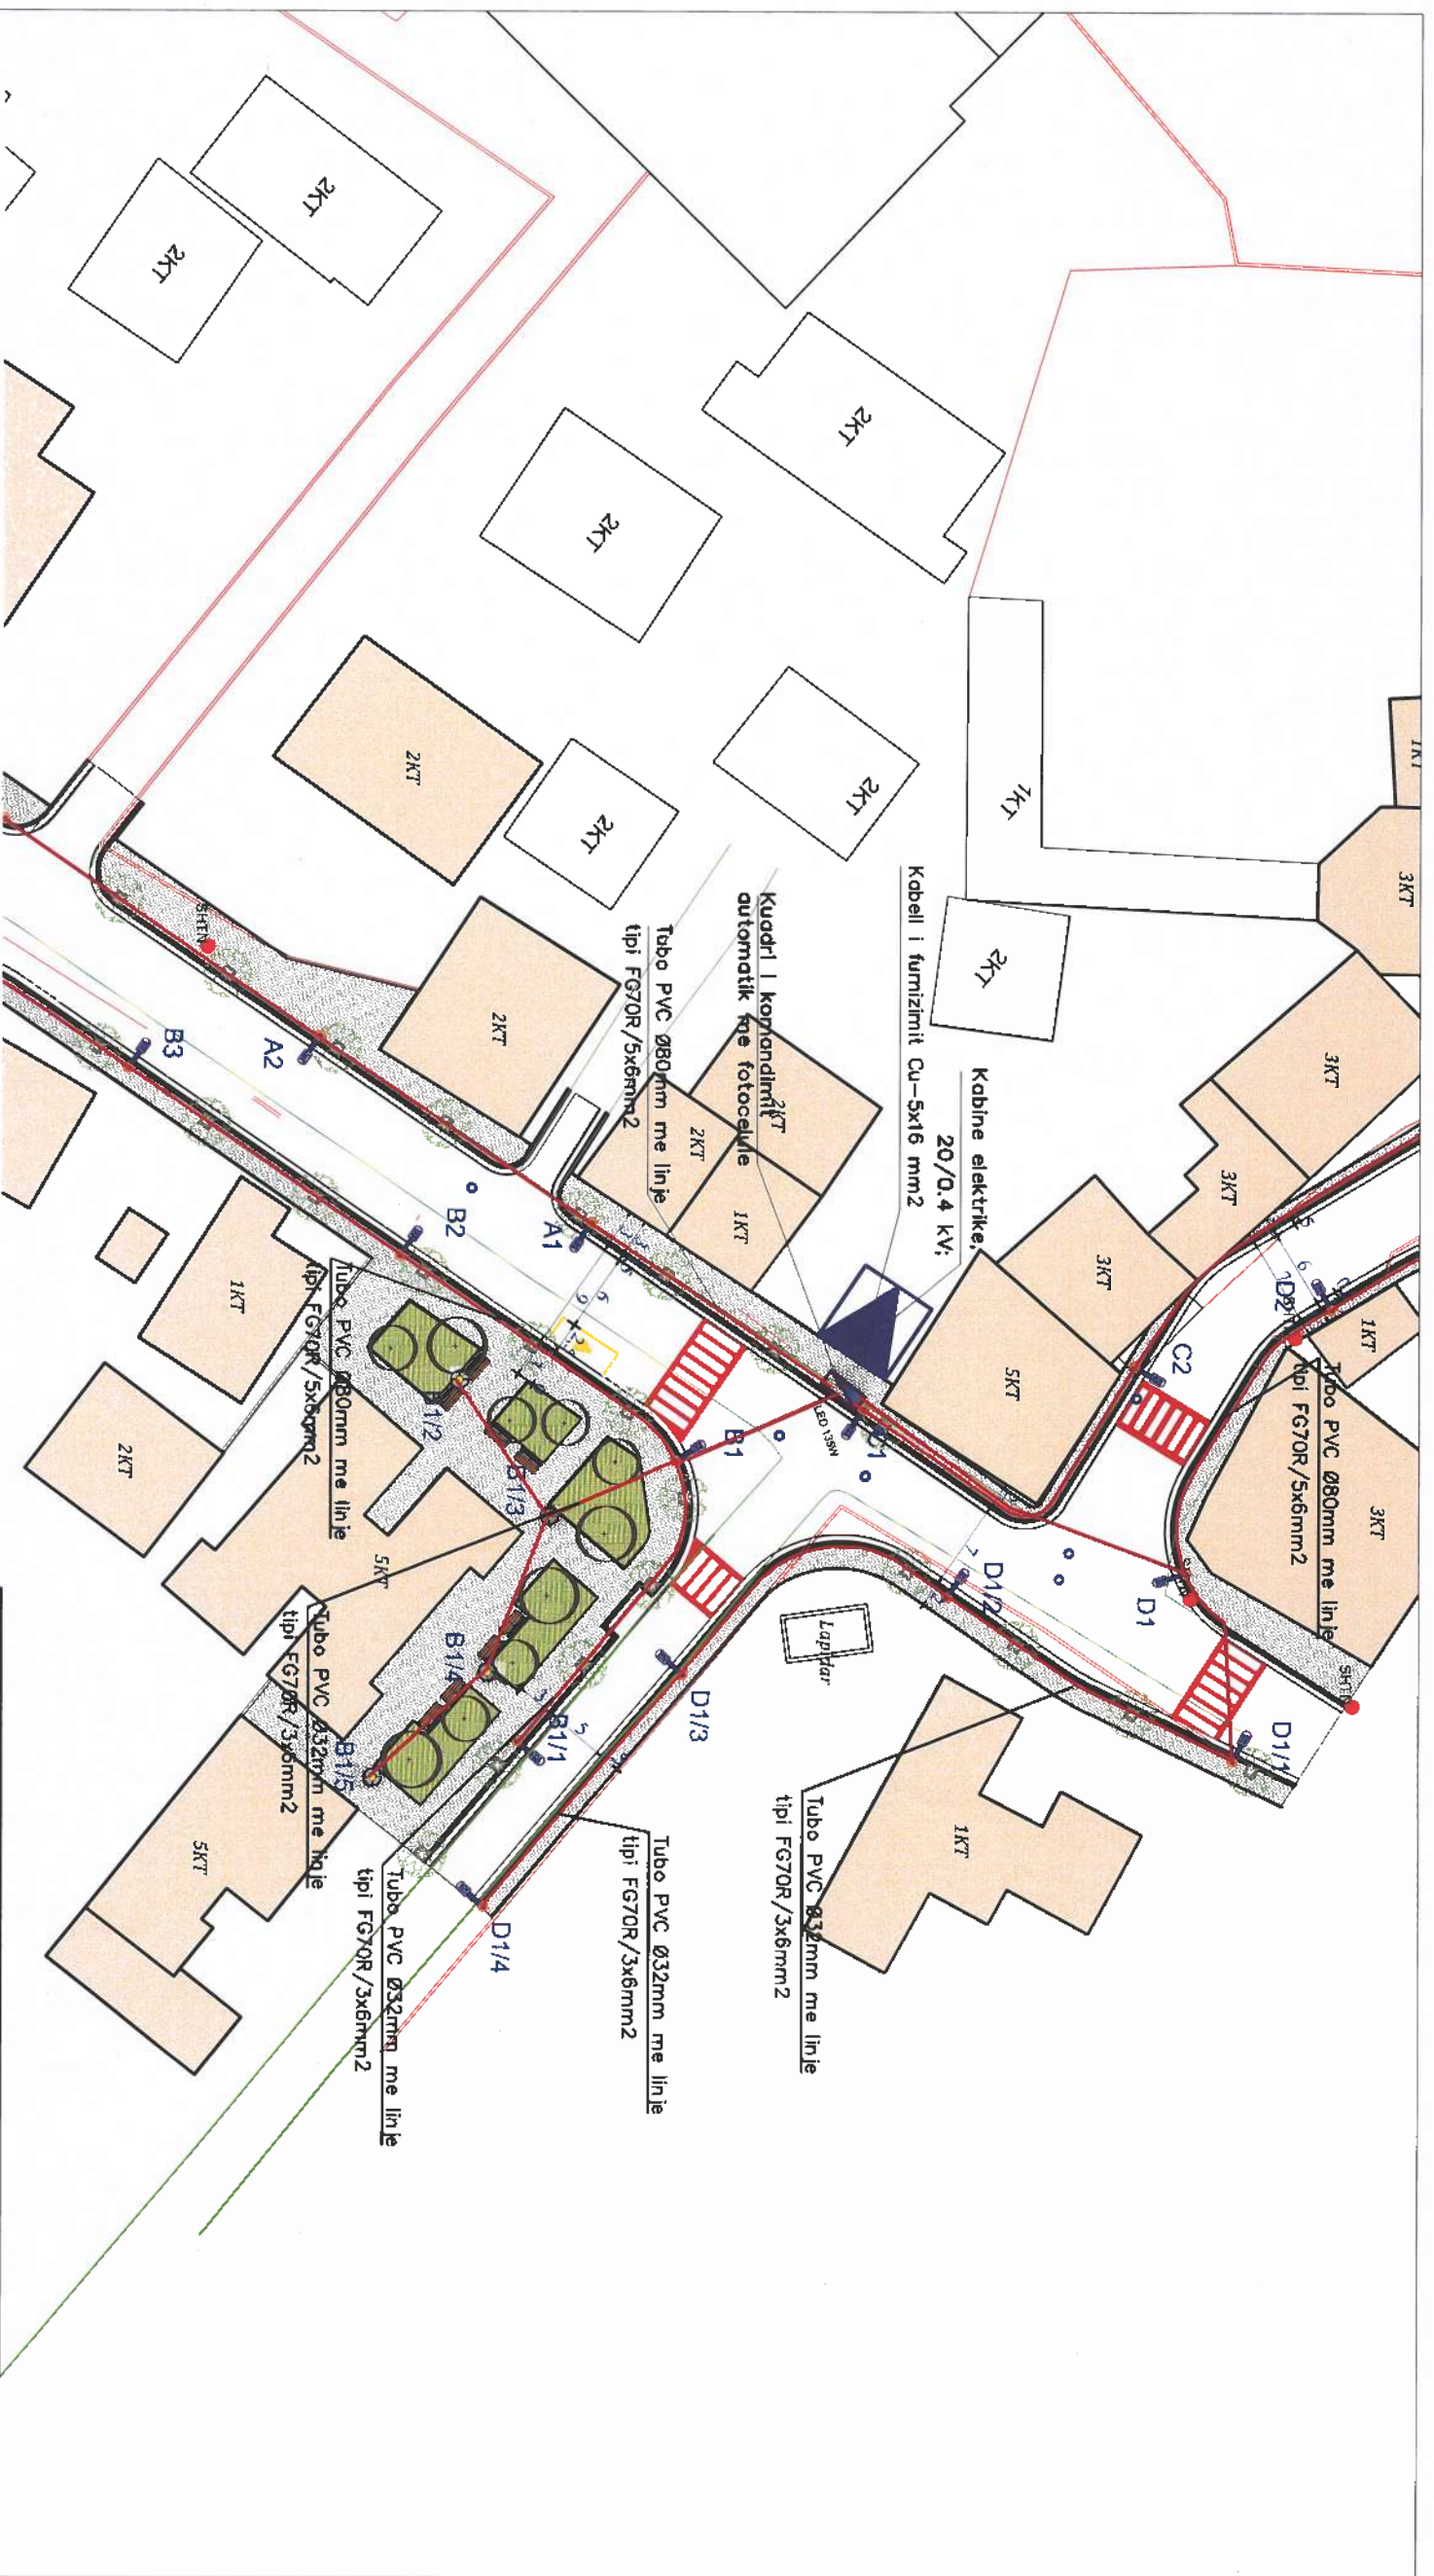 2KT
2KT
2KT
2KT
2KT
2KT
2KT
2KT
2KT
1KT
3KT
3KT
3KT
3KT
3KT
1KT
5KT
2KT
2KT
1KT
2KT
1KT
2KT
5KT
5KT
1KT
Lapidar
Kabine elektrike,
20/0.4 kV;
Kabell i furnizimit Cu-5x16 mm2
Kuadri i komandimit
automatik me fotocelule
Tubo PVC Ø80mm me linje
tipi FG7OR/5x6mm2
Tubo PVC Ø80mm me linje
tipi FG7OR/5x6mm2
Tubo PVC Ø80mm me linje
tipi FG7OR/5x6mm2
Tubo PVC Ø32mm me linje
tipi FG7OR/3x6mm2
Tubo PVC Ø32mm me linje
tipi FG7OR/3x6mm2
Tubo PVC Ø32mm me linje
tipi FG7OR/3x6mm2
Tubo PVC Ø32mm me linje
tipi FG7OR/3x6mm2
LED 135W
SHTN
SHTN
A1
A2
B1
B2
B3
B1/1
B1/3
B1/4
B1/5
C2
D1
D1/1
D1/2
D1/3
D1/4